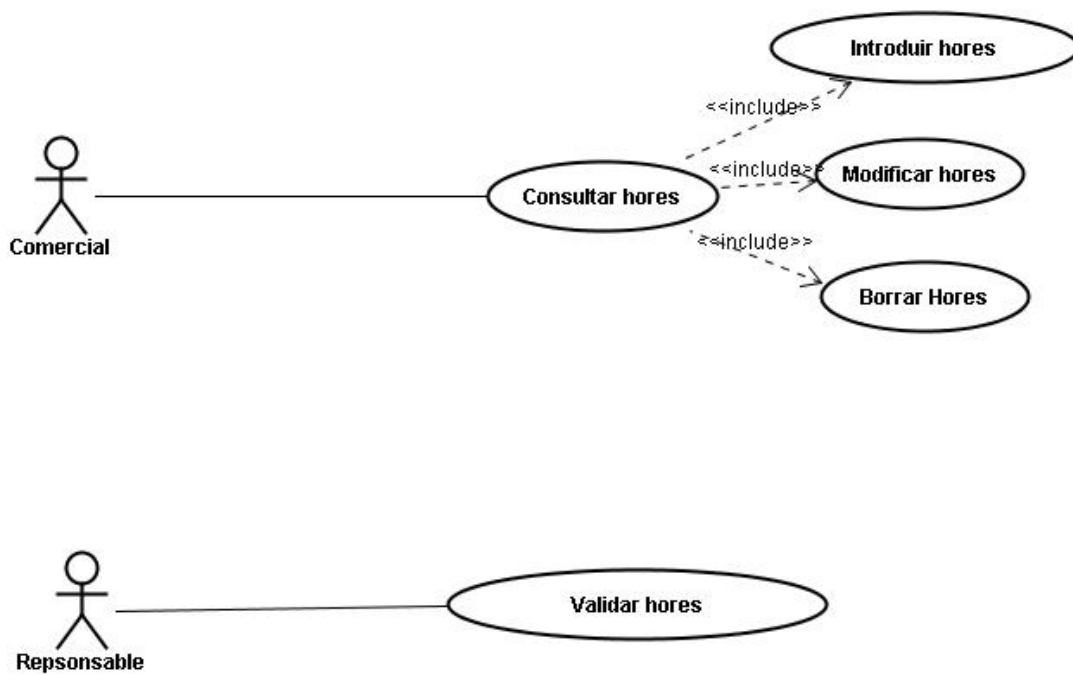 Introduir hores
<<include>>
<<include>>
Modificar hores
Consultar hores
Comercial
<<include>>
Borrar Hores
Validar hores
Repsonsable